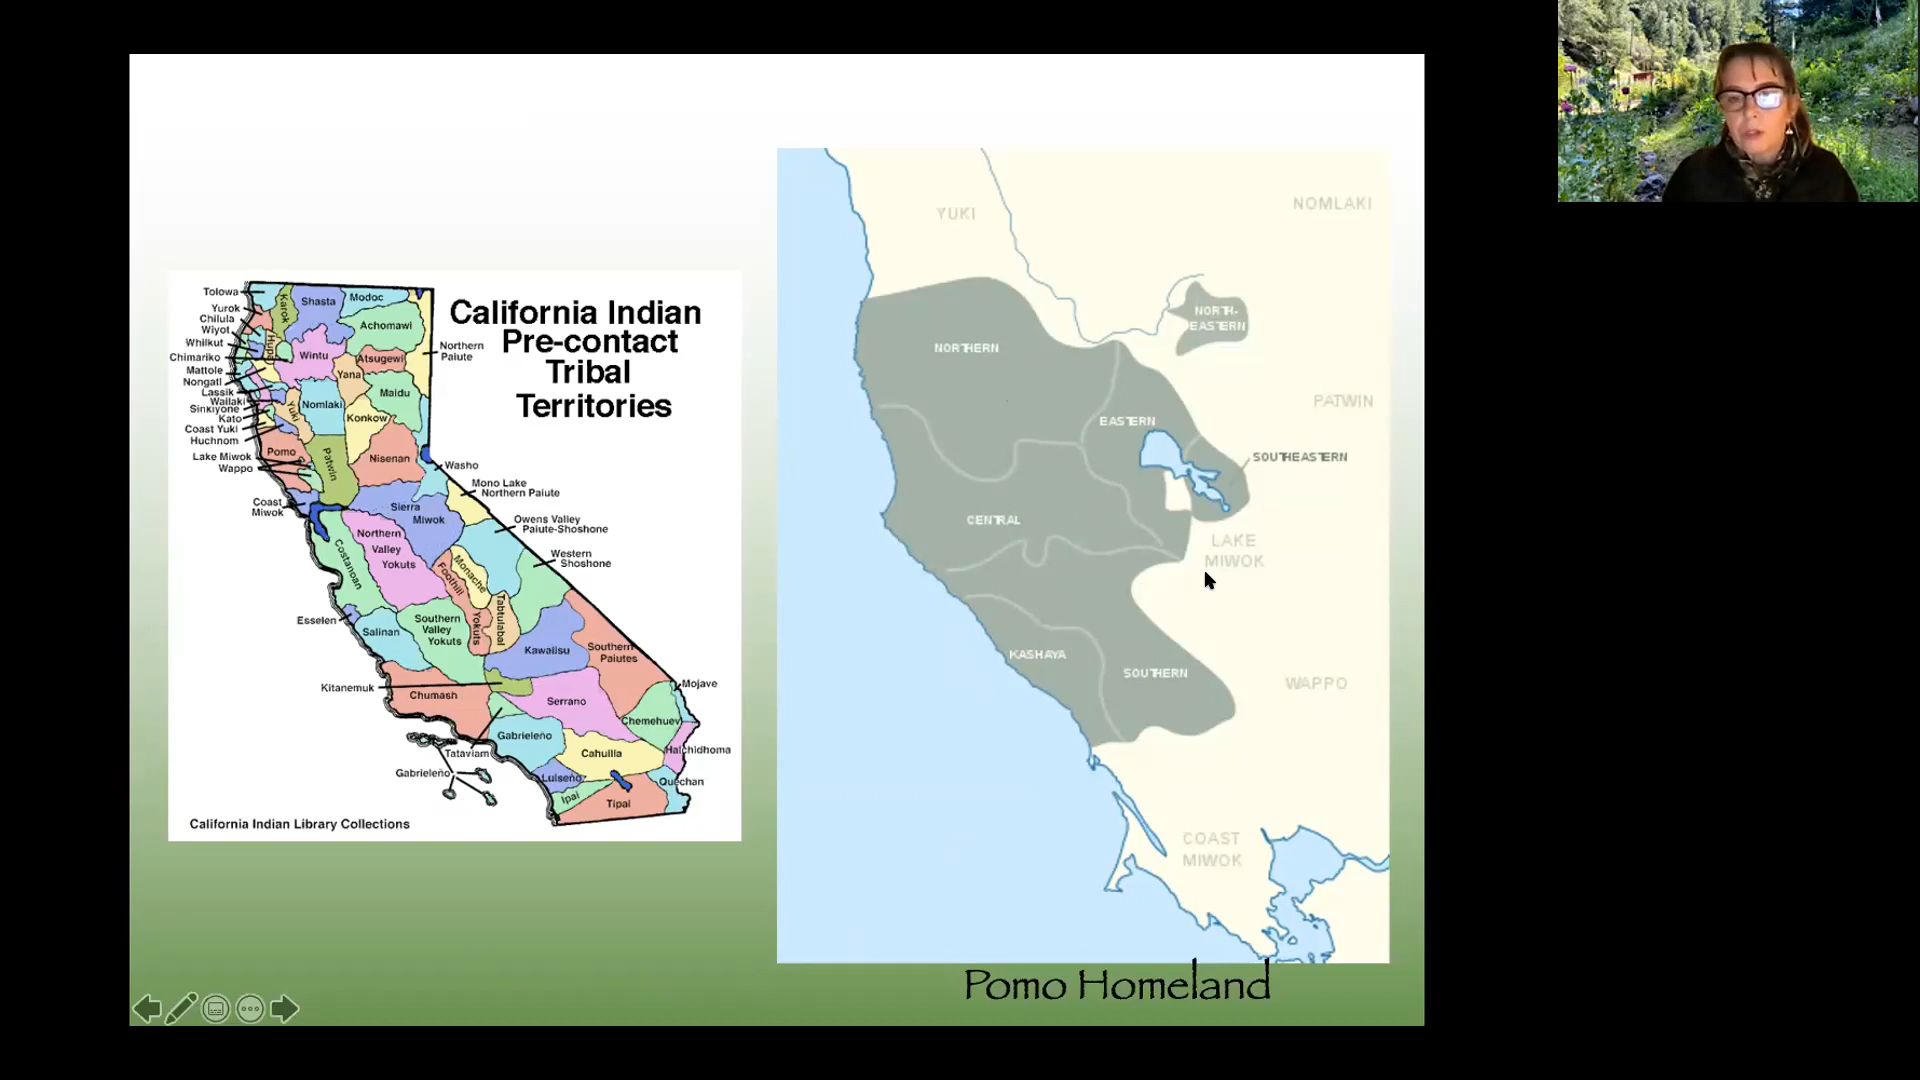 California Indian
Pre-contact
Tribal
Territories
Tolowa
Yurok
Chilula
Wiyot
Whilkut
Chimariko
Mattole
Nongatl
Lassik
Wailaki
Sinkiyone
Kato
Coast Yuki
Huchnom
Lake Miwok
Wappo
Coast
Miwok
Karok
Shasta
Modoc
Achomawi
Hupa
Wintu
Atsugewi
Northern
Paiute
Yana
Maidu
Yuki
Nomlaki
Konkow
Pomo
Patwin
Nisenan
Washo
Mono Lake
Northern Paiute
Sierra
Miwok
Owens Valley
Paiute-Shoshone
Costanoan
Northern
Valley
Yokuts
Western
Shoshone
Monache
Foothill
Yokuts
Tabtulabal
Esselen
Salinan
Southern
Valley
Yokuts
Kawaiisu
Southern
Paiutes
Kitanemuk
Chumash
Serrano
Mojave
Chemehuevi
Gabrieleño
Tataviam
Cahuilla
Halchidhoma
Gabrieleño
Luiseño
Quechan
Ipai
Tipai
California Indian Library Collections
YUKI
NOMLAKI
NORTH-
EASTERN
NORTHERN
PATWIN
EASTERN
SOUTHEASTERN
CENTRAL
LAKE
MIWOK
KASHAYA
SOUTHERN
WAPPO
COAST
MIWOK
Pomo Homeland